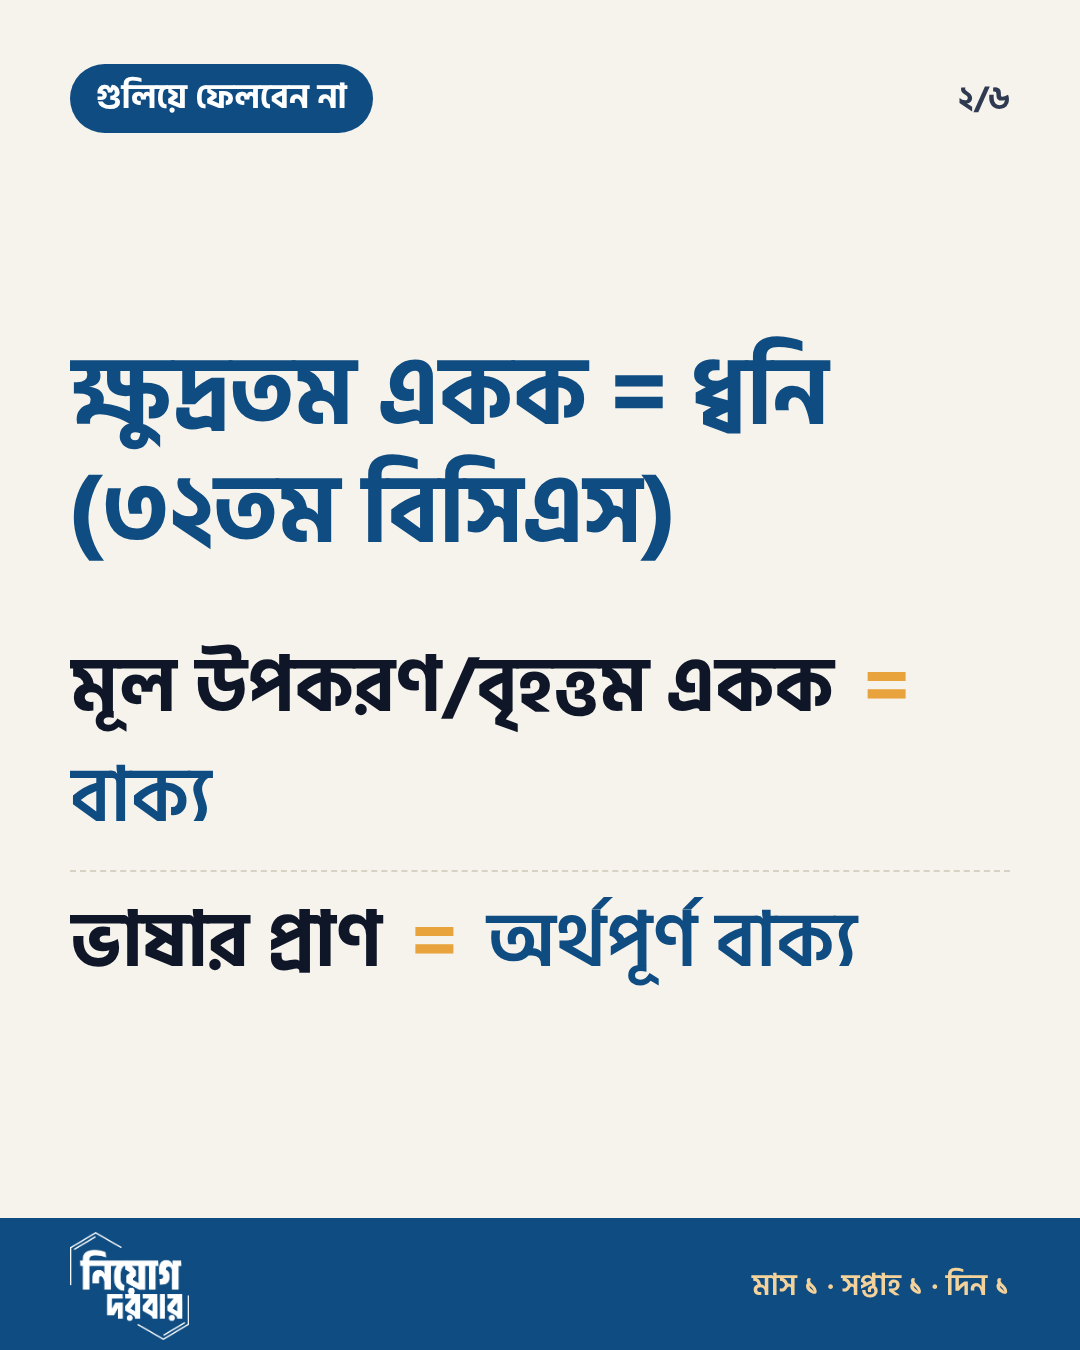 গুলিয়ে ফেলবেন না
২/৬
ক্ষুদ্রতম একক = ধ্বনি
(৩২তম বিসিএস)
মূল উপকরণ/বৃহত্তম একক =
বাক্য
ভাষার প্রাণ = অর্থপূর্ণ বাক্য
নিয়োগ
দরবার
মাস ১ · সপ্তাহ ১ · দিন ১